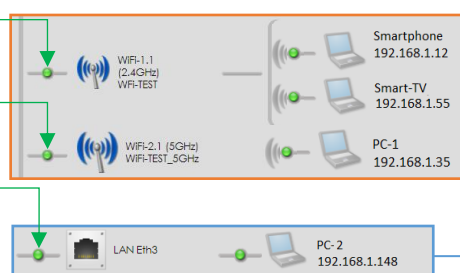 Smartphone
192.168.1.12
WIFI-1.1
(2.4GHz)
WFI-TEST
Smart-TV
192.168.1.55
WIFI-2.1 (5GHz)
WIFI-TEST_5GHz
PC-1
192.168.1.35
LAN Eth3
PC-2
192.168.1.148